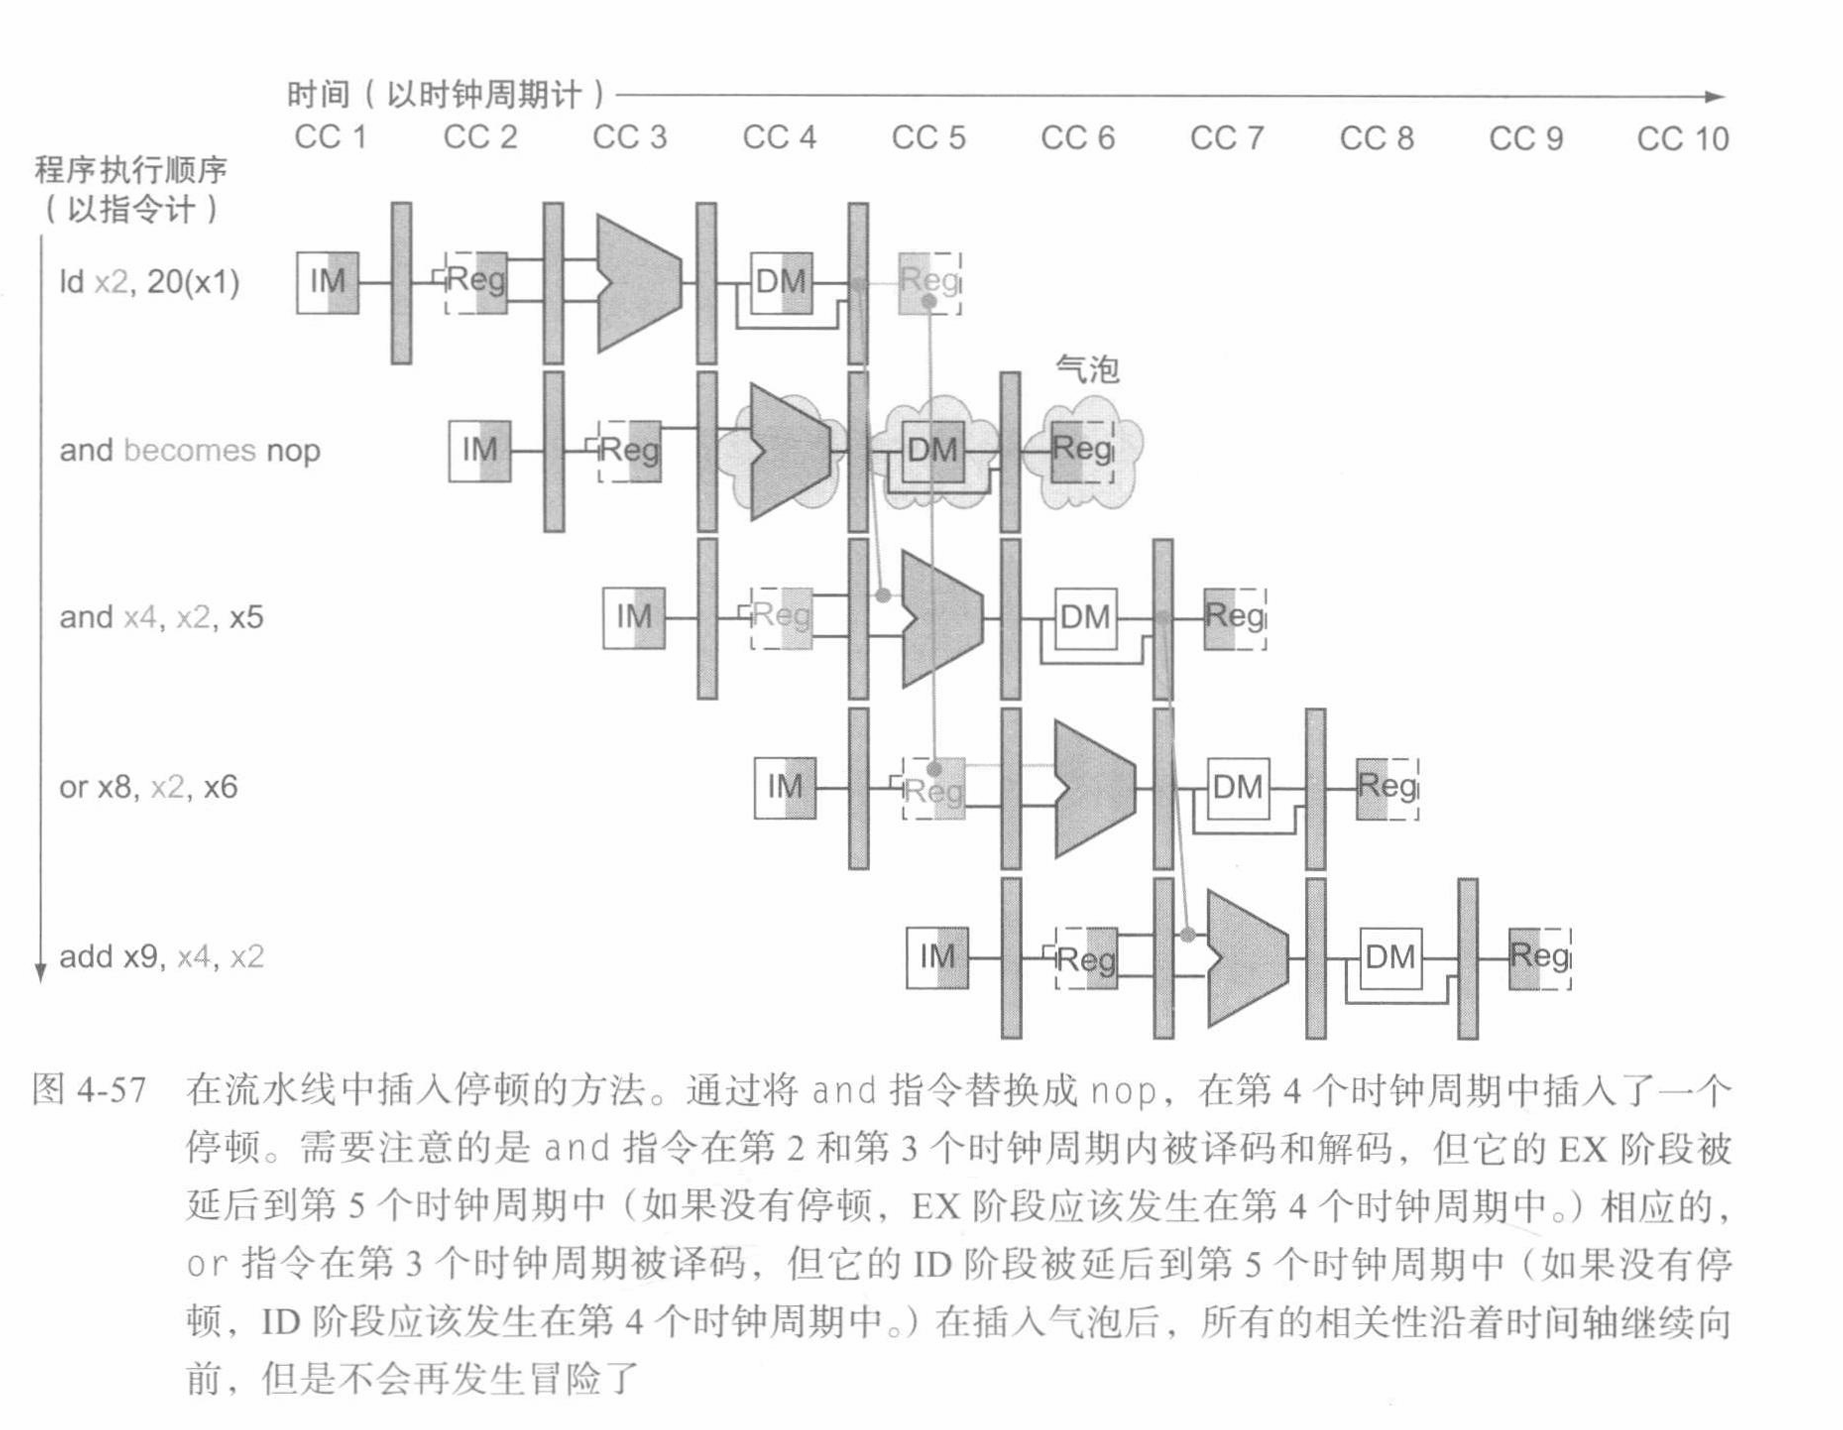 时间（以时钟周期计）
CC 1 CC 2 CC 3 CC 4 CC 5 CC 6 CC 7 CC 8 CC 9 CC 10
程序执行顺序
（以指令计）
ld x2, 20(x1) IM Reg DM Reg
气泡
and becomes nop IM Reg DM Reg
and x4, x2, x5 IM Reg DM Reg
or x8, x2, x6 IM Reg DM Reg
add x9, x4, x2 IM Reg DM Reg
图 4-57 在流水线中插入停顿的方法。通过将 and 指令替换成 nop，在第 4 个时钟周期中插入了一个
停顿。需要注意的是 and 指令在第 2 和第 3 个时钟周期内被译码和解码，但它的 EX 阶段被
延后到第 5 个时钟周期中（如果没有停顿，EX 阶段应该发生在第 4 个时钟周期中。）相应的，
or 指令在第 3 个时钟周期被译码，但它的 ID 阶段被延后到第 5 个时钟周期中（如果没有停
顿，ID 阶段应该发生在第 4 个时钟周期中。）在插入气泡后，所有的相关性沿着时间轴继续向
前，但是不会再发生冒险了